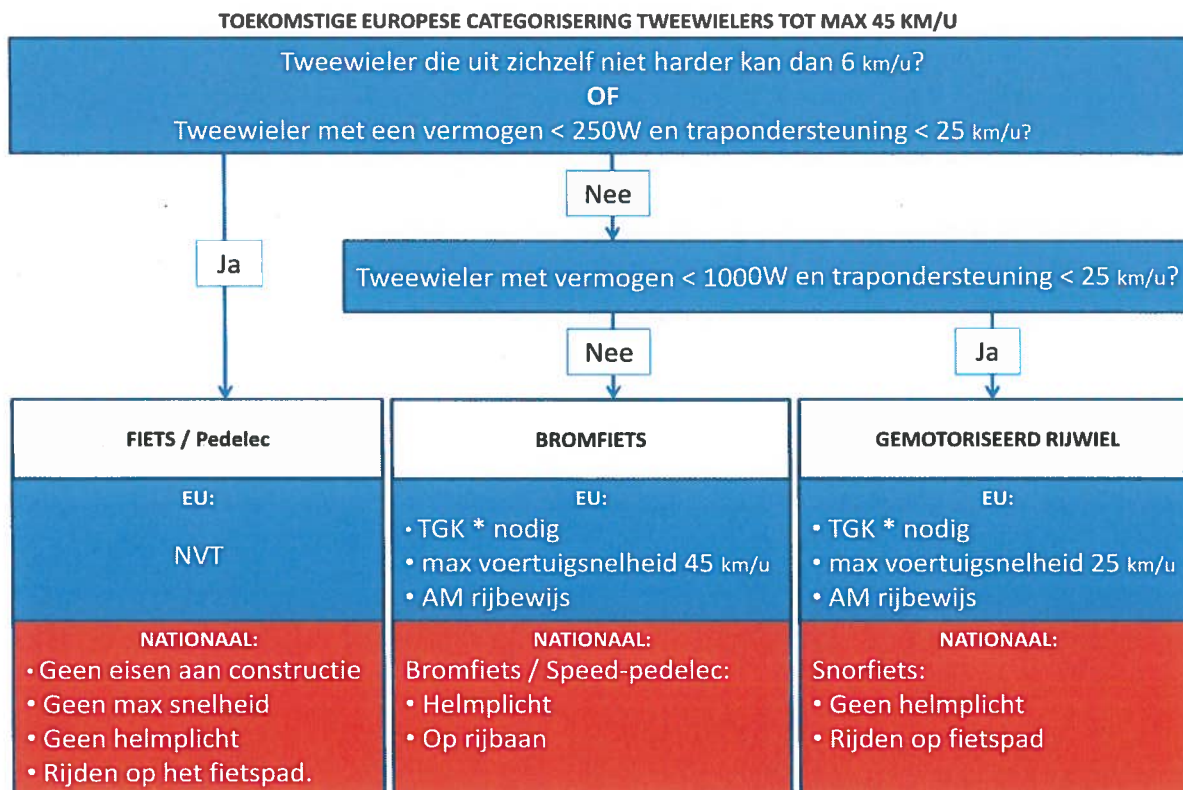 TOEKOMSTIGE EUROPESE CATEGORISERING TWEEWIELERS TOT MAX 45 KM/U
Tweewieler die uit zichzelf niet harder kan dan 6 km/u?
OF
Tweewieler met een vermogen < 250W en trapondersteuning < 25 km/u?
Nee
Ja
Tweewieler met vermogen < 1000W en trapondersteuning < 25 km/u?
Nee
Ja
FIETS / Pedelec
EU:
NVT
NATIONAAL:
• Geen eisen aan constructie
• Geen max snelheid
• Geen helmplicht
• Rijden op het fietspad.
BROMFIETS
EU:
• TGK * nodig
• max voertuigsnelheid 45 km/u
• AM rijbewijs
NATIONAAL:
Bromfiets / Speed-pedelec:
• Helmplicht
• Op rijbaan
GEMOTORISEERD RIJWIEL
EU:
• TGK * nodig
• max voertuigsnelheid 25 km/u
• AM rijbewijs
NATIONAAL:
Snorfiets:
• Geen helmplicht
• Rijden op fietspad